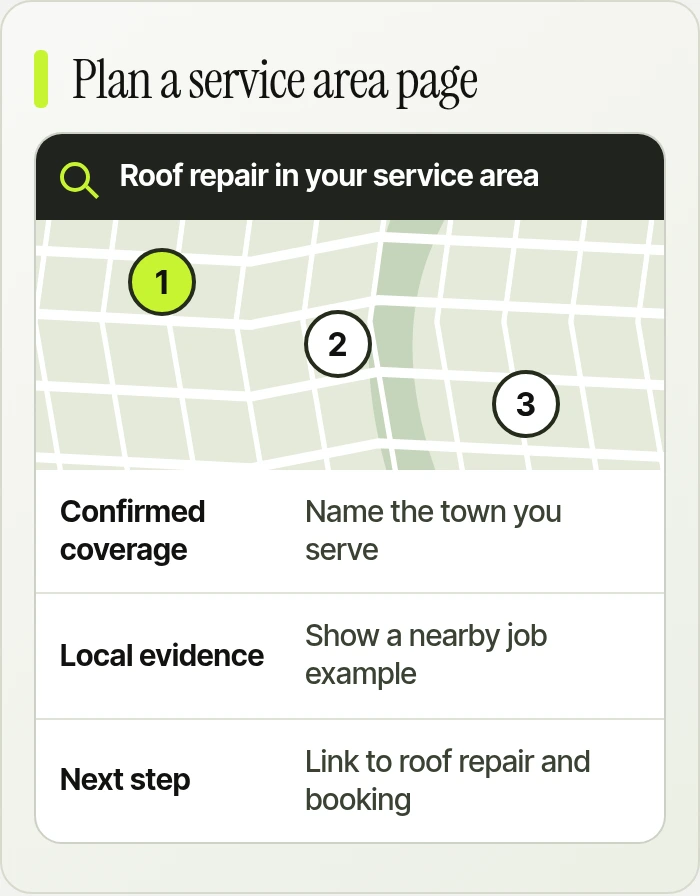 Plan a service area page
Roof repair in your service area
1
2
3
Confirmed
coverage
Name the town you
serve
Local evidence
Show a nearby job
example
Next step
Link to roof repair and
booking